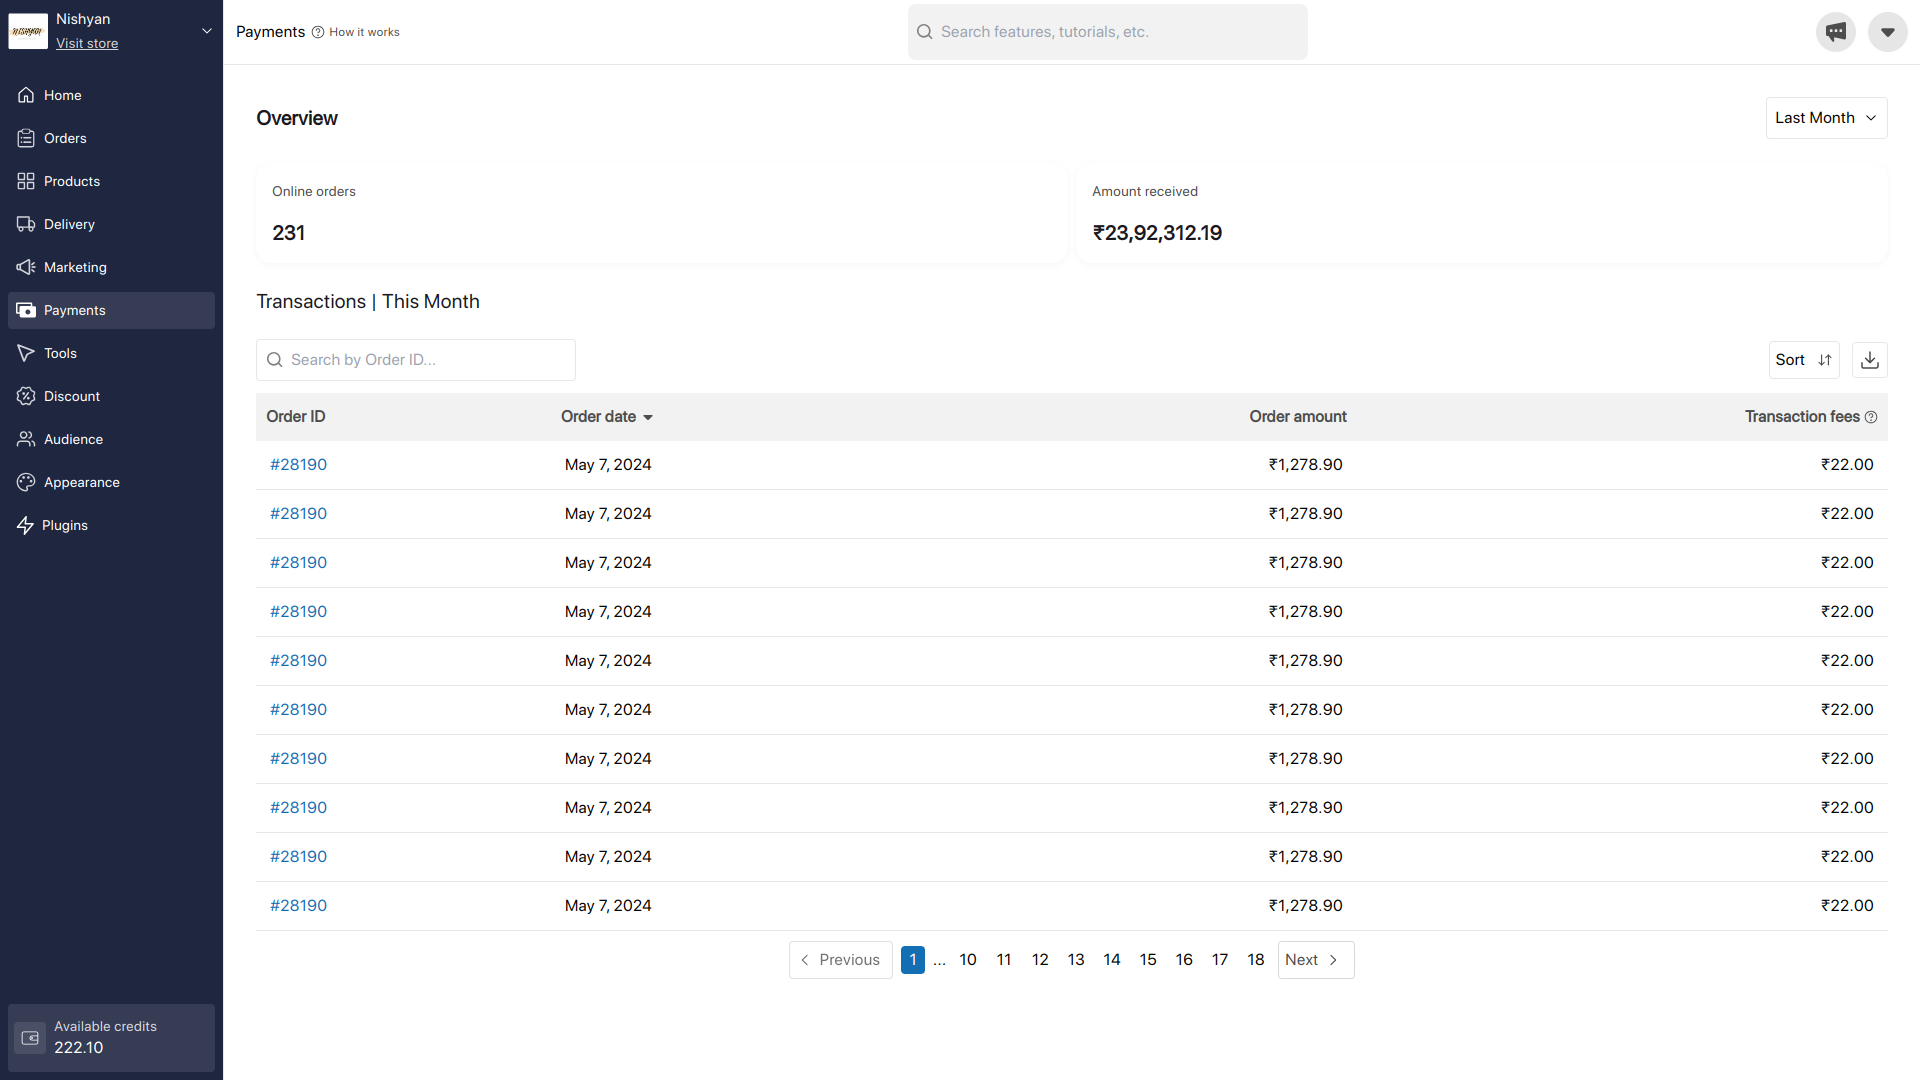 Nishyan
Visit store
Home
Orders
Products
Delivery
Marketing
Payments
Tools
Discount
Audience
Appearance
Plugins
Available credits
222.10
Payments How it works
Search features, tutorials, etc.
Overview
Last Month
Online orders
231
Amount received
₹23,92,312.19
Transactions | This Month
Search by Order ID...
Sort
Order ID Order date Order amount Transaction fees
#28190 May 7, 2024 ₹1,278.90 ₹22.00
#28190 May 7, 2024 ₹1,278.90 ₹22.00
#28190 May 7, 2024 ₹1,278.90 ₹22.00
#28190 May 7, 2024 ₹1,278.90 ₹22.00
#28190 May 7, 2024 ₹1,278.90 ₹22.00
#28190 May 7, 2024 ₹1,278.90 ₹22.00
#28190 May 7, 2024 ₹1,278.90 ₹22.00
#28190 May 7, 2024 ₹1,278.90 ₹22.00
#28190 May 7, 2024 ₹1,278.90 ₹22.00
#28190 May 7, 2024 ₹1,278.90 ₹22.00
Previous 1 ... 10 11 12 13 14 15 16 17 18 Next